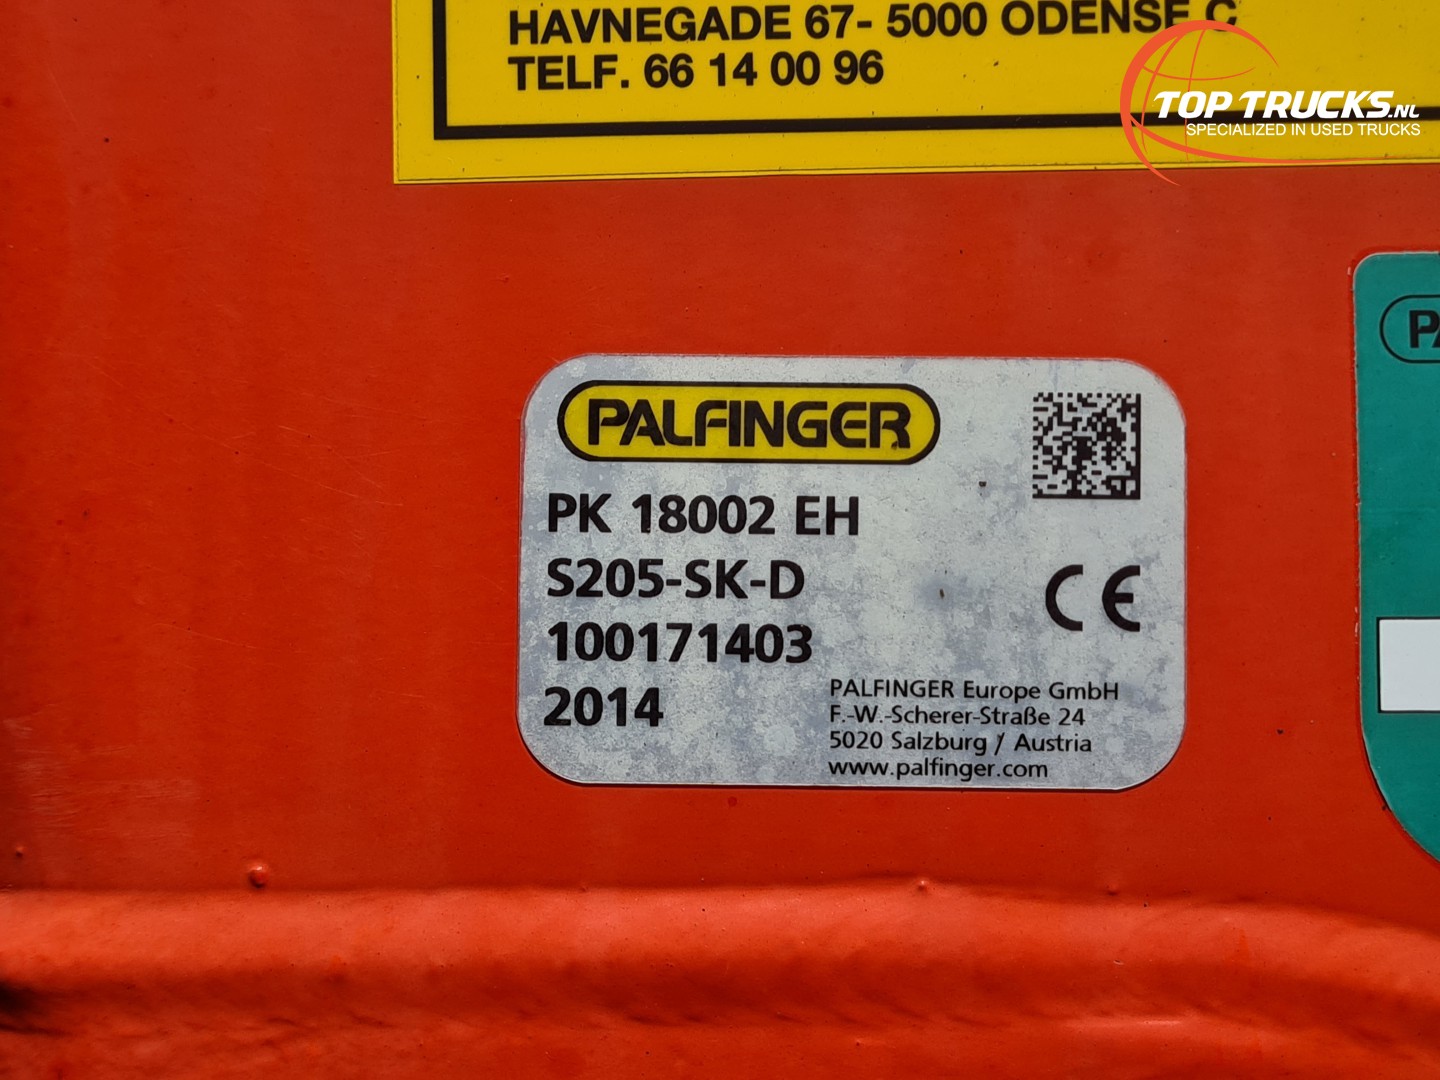 HAVNEGADE 67- 5000 ODENSE C
TELF. 66 14 00 96
TOP TRUCKS.NL
SPECIALIZED IN USED TRUCKS
PALFINGER
PK 18002 EH
S205-SK-D
100171403
2014
CE
PALFINGER Europe GmbH
F.-W.-Scherer-Straße 24
5020 Salzburg / Austria
www.palfinger.com